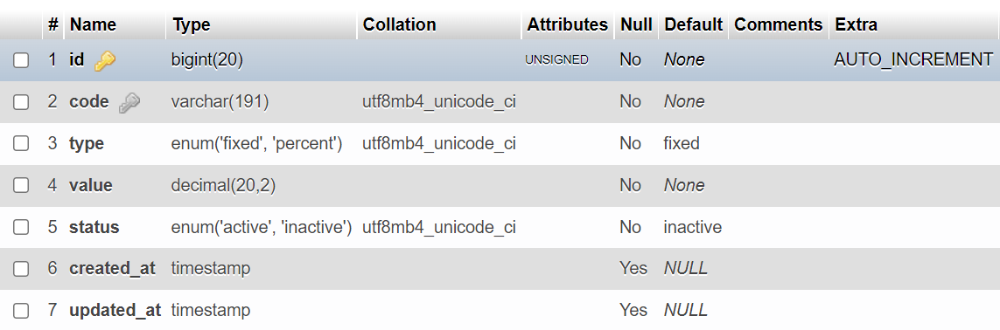 # Name Type Collation Attributes Null Default Comments Extra
1 id bigint(20) UNSIGNED No None AUTO_INCREMENT
2 code varchar(191) utf8mb4_unicode_ci No None
3 type enum('fixed', 'percent') utf8mb4_unicode_ci No fixed
4 value decimal(20,2) No None
5 status enum('active', 'inactive') utf8mb4_unicode_ci No inactive
6 created_at timestamp Yes NULL
7 updated_at timestamp Yes NULL